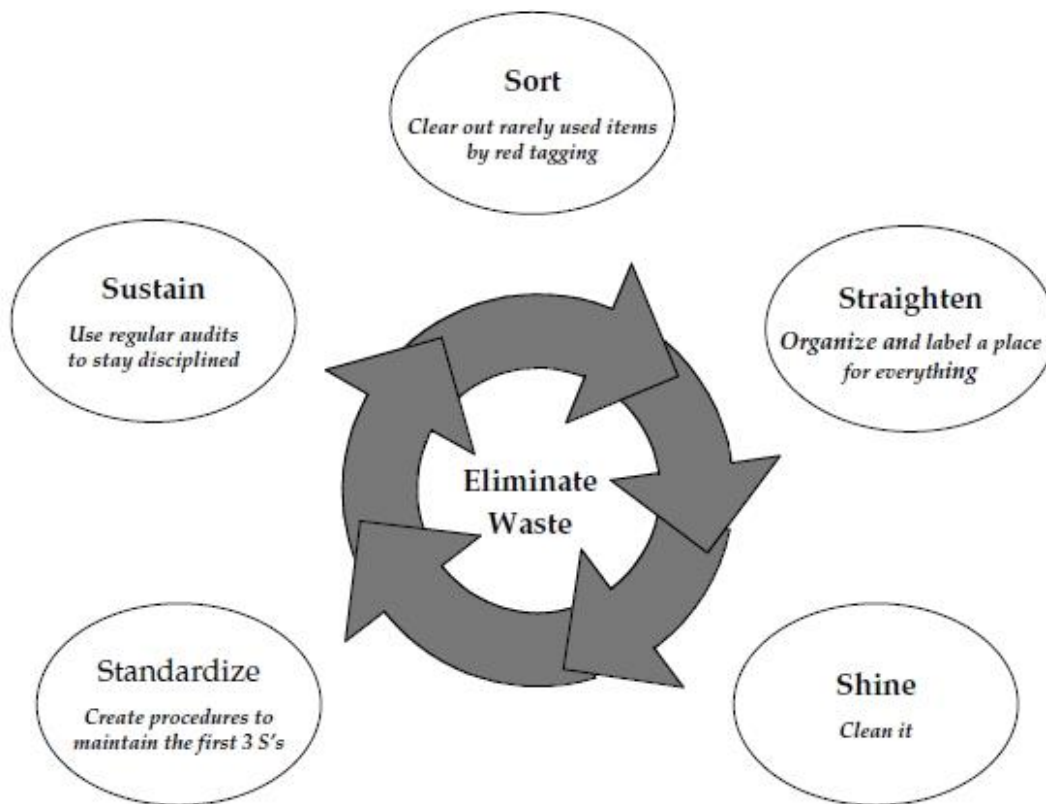 Sort
Clear out rarely used items
by red tagging
Straighten
Organize and label a place
for everything
Shine
Clean it
Standardize
Create procedures to
maintain the first 3 S's
Sustain
Use regular audits
to stay disciplined
Eliminate
Waste